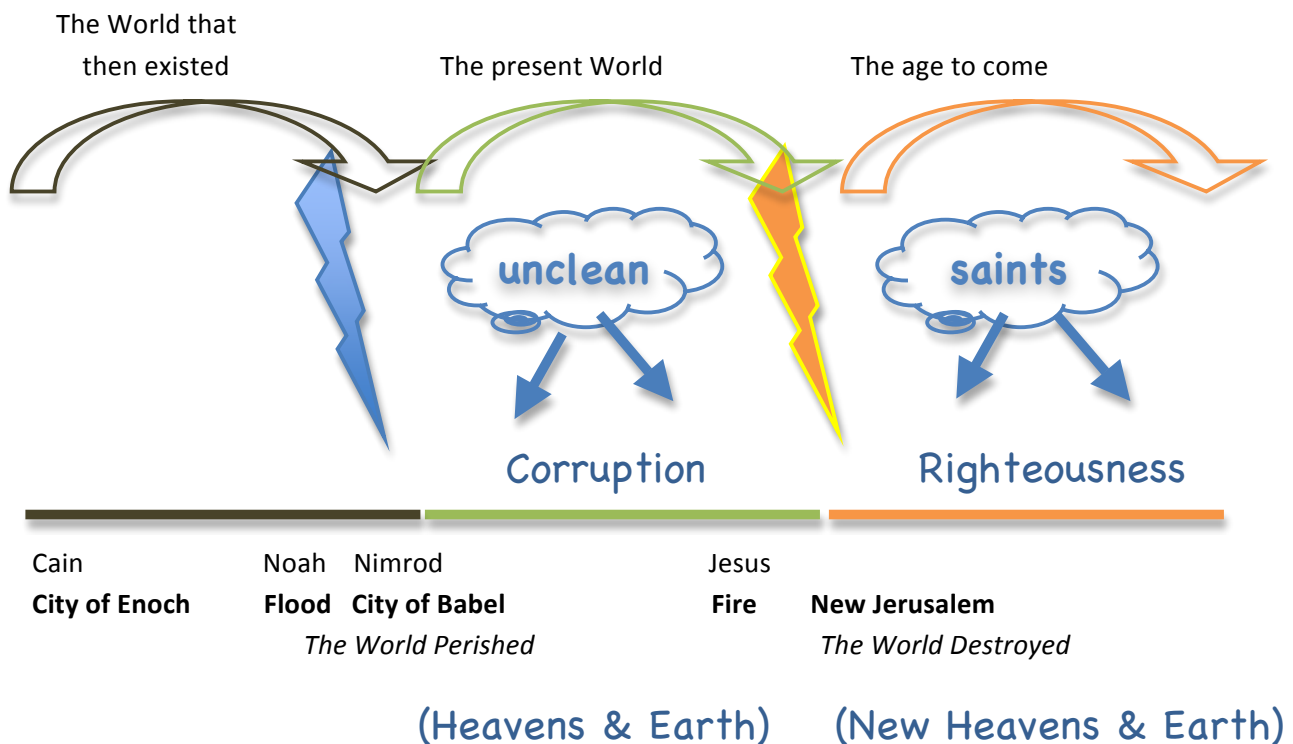 The World that
then existed
The present World
The age to come
unclean
saints
Corruption
Righteousness
Cain
Noah
Nimrod
Jesus
City of Enoch
Flood
City of Babel
Fire
New Jerusalem
The World Perished
The World Destroyed
(Heavens & Earth)
(New Heavens & Earth)